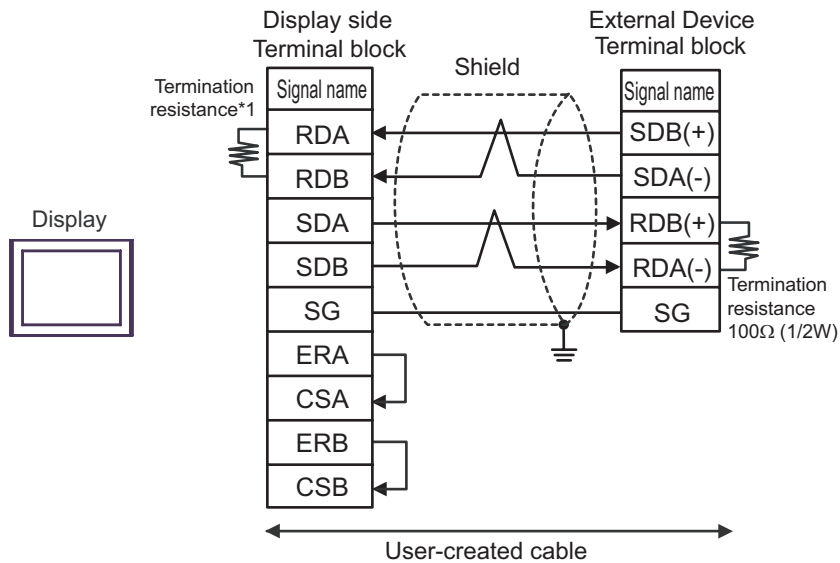 Display side
Terminal block
External Device
Terminal block
Shield
Termination
resistance*1
Signal name
RDA
RDB
SDA
SDB
SG
ERA
CSA
ERB
CSB
Signal name
SDB(+)
SDA(-)
RDB(+)
RDA(-)
SG
Termination
resistance
100Ω (1/2W)
Display
User-created cable